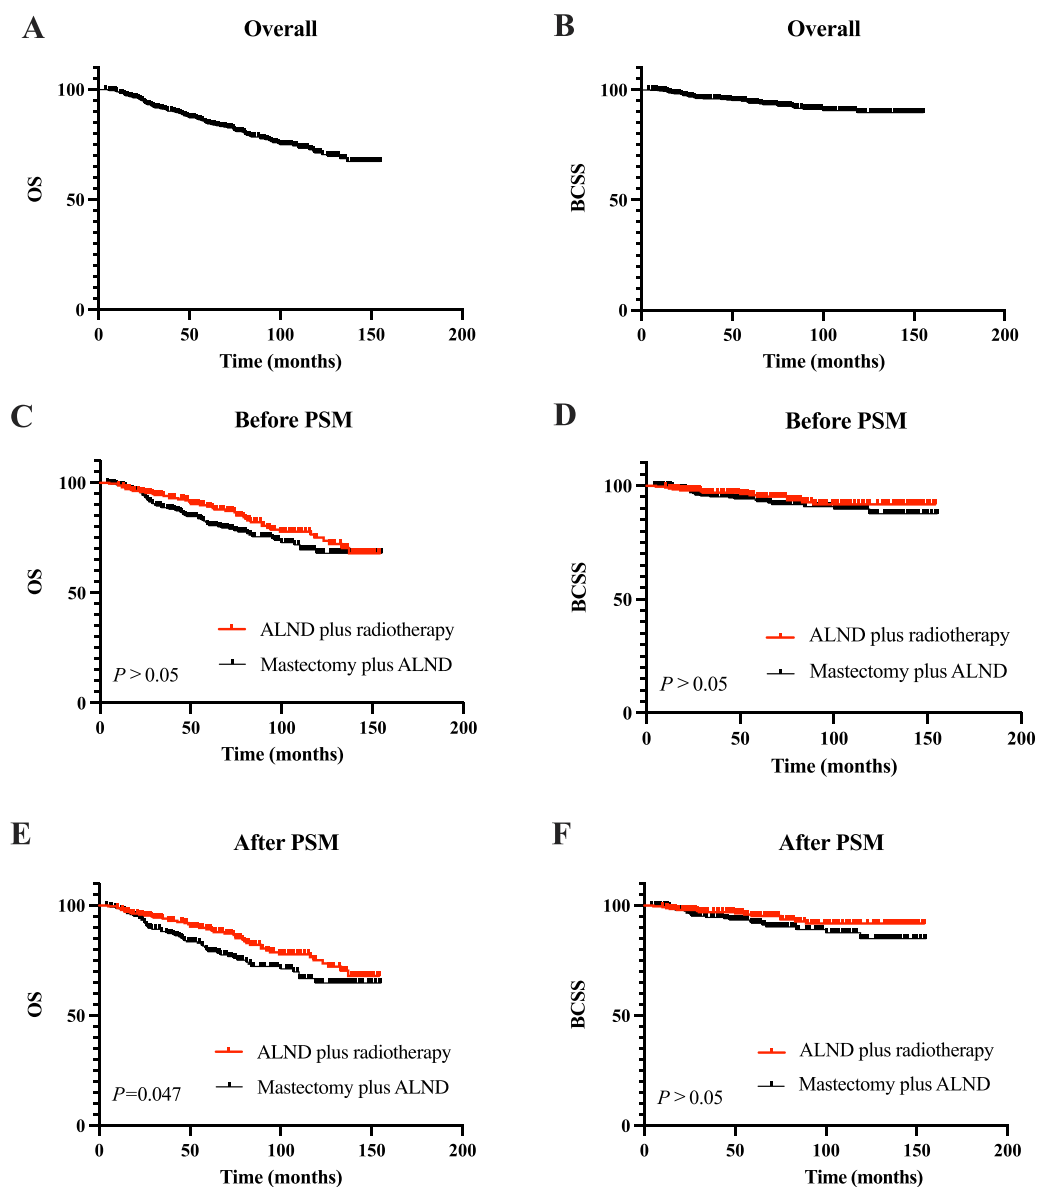 A
Overall
100
50
0
OS
0 50 100 150 200
Time (months)
B
Overall
100
50
0
BCSS
0 50 100 150 200
Time (months)
C
Before PSM
100
50
0
OS
ALND plus radiotherapy
Mastectomy plus ALND
P > 0.05
0 50 100 150 200
Time (months)
D
Before PSM
100
50
0
BCSS
ALND plus radiotherapy
Mastectomy plus ALND
P > 0.05
0 50 100 150 200
Time (months)
E
After PSM
100
50
0
OS
ALND plus radiotherapy
Mastectomy plus ALND
P=0.047
0 50 100 150 200
Time (months)
F
After PSM
100
50
0
BCSS
ALND plus radiotherapy
Mastectomy plus ALND
P > 0.05
0 50 100 150 200
Time (months)